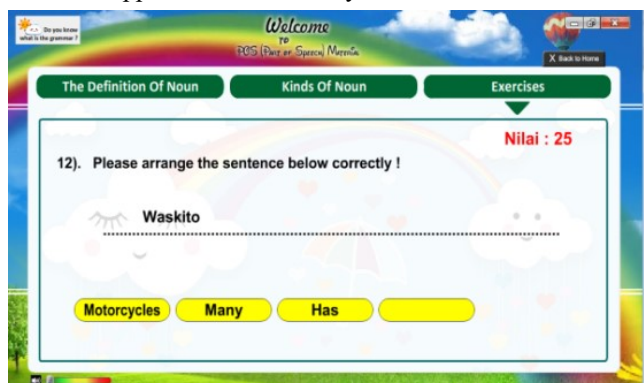 Do you know
what is the grammar ?
Welcome
TO
POS (Part of Speech) Materia
X Back to Home
The Definition Of Noun
Kinds Of Noun
Exercises
Nilai : 25
12). Please arrange the sentence below correctly !
Waskito
Motorcycles
Many
Has